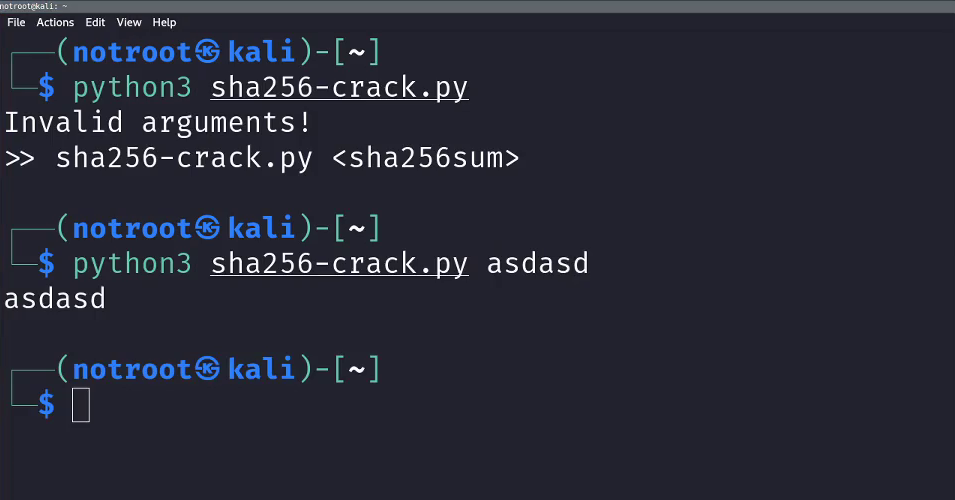 notroot@kali: ~
File Actions Edit View Help
┌──(notroot㉿kali)-[~]
└─$ python3 sha256-crack.py
Invalid arguments!
>> sha256-crack.py <sha256sum>
┌──(notroot㉿kali)-[~]
└─$ python3 sha256-crack.py asdasd
asdasd
┌──(notroot㉿kali)-[~]
└─$